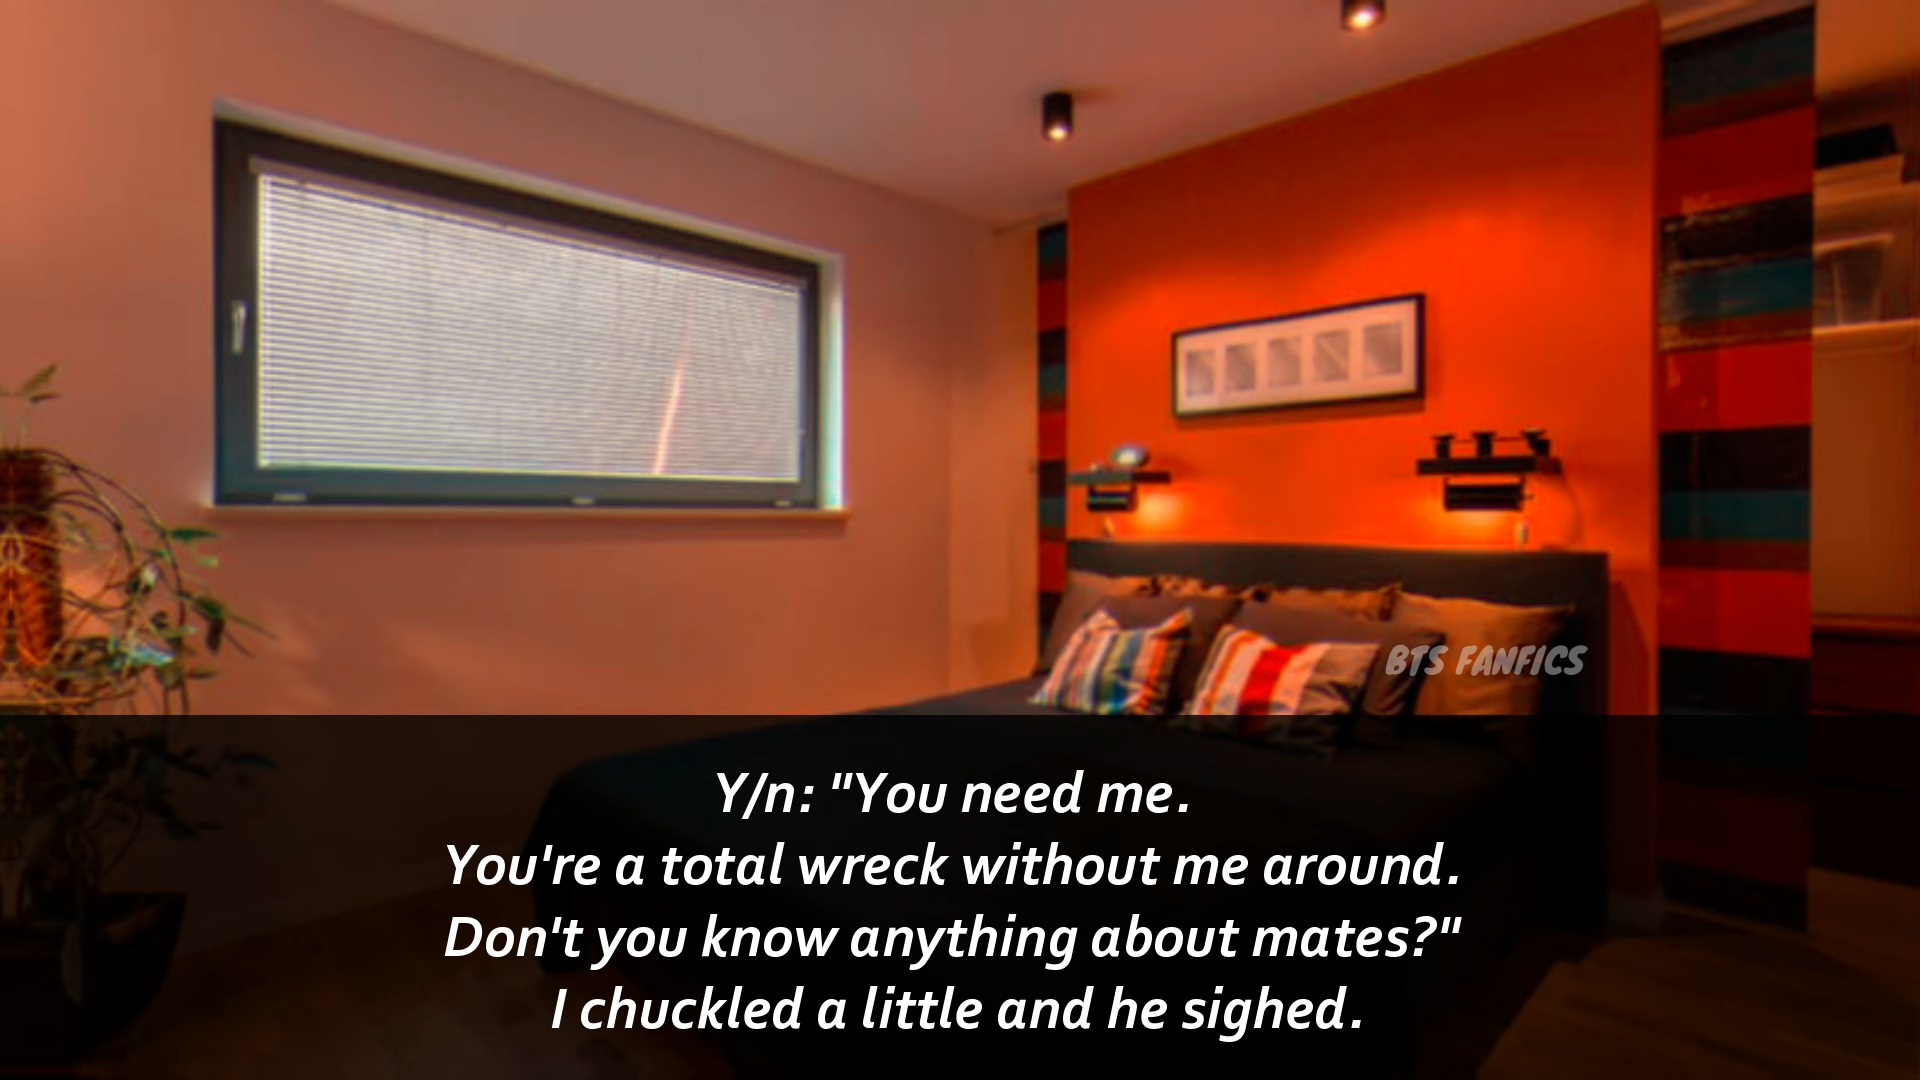 BTS FANFICS
Y/n: "You need me.
You're a total wreck without me around.
Don't you know anything about mates?"
I chuckled a little and he sighed.